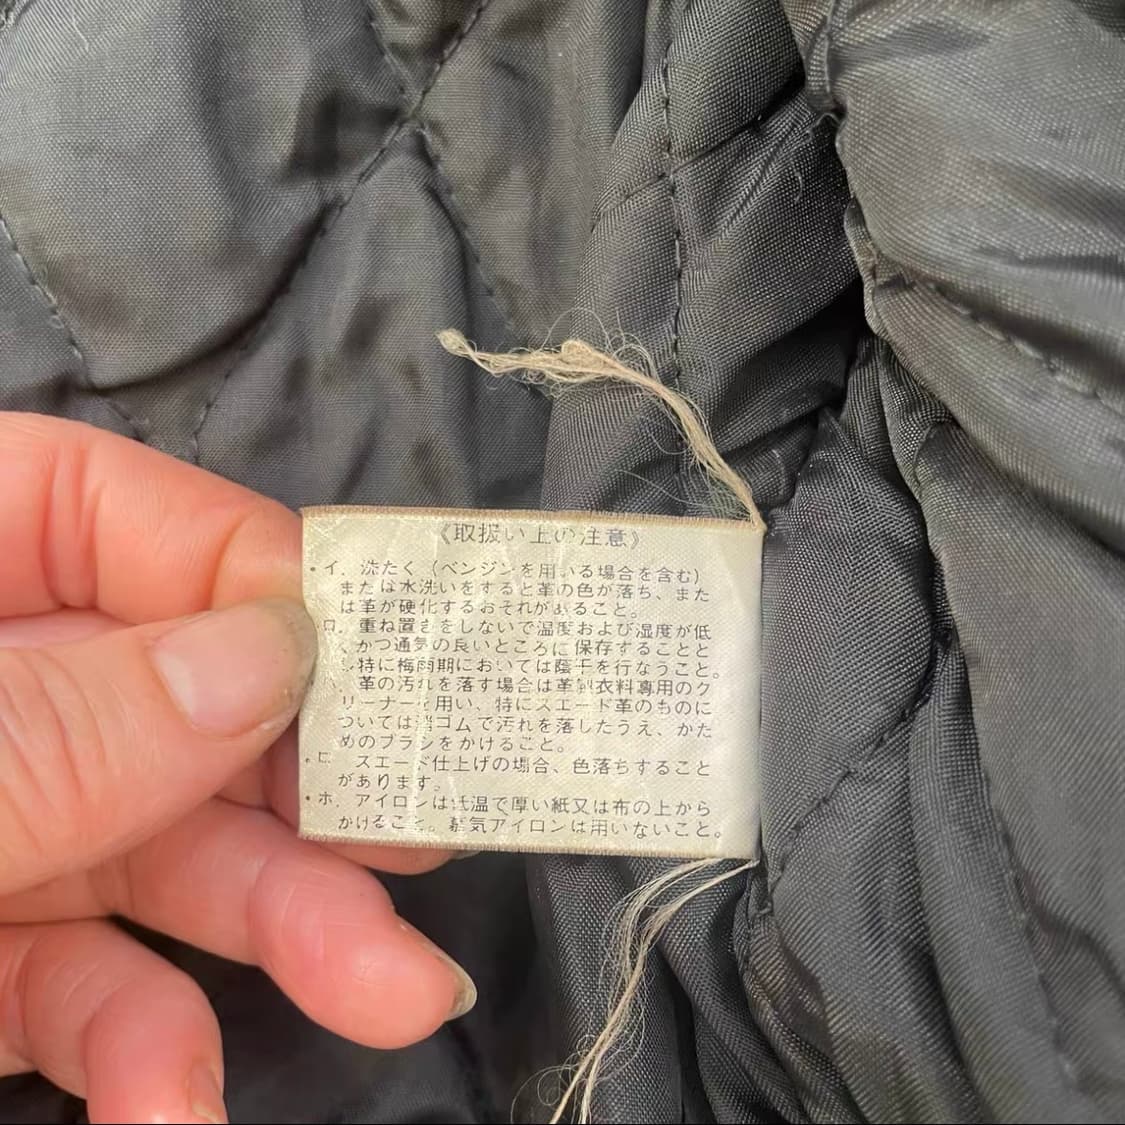 《取扱い上の注意》
・イ．洗たく（ベンジンを用いる場合を含む）
または水洗いをすると革の色が落ち、また
は革が硬化するおそれがあること。
ロ．重ね置きをしないで温度および湿度が低
くかつ通気の良いところに保存することと
し特に梅雨期においては陰干を行なうこと。
革の汚れを落す場合は革製衣料専用のク
リーナーを用い、特にスエード革のものに
ついては消ゴムで汚れを落したうえ、かた
めのブラシをかけること。
スエード仕上げの場合、色落ちすること
があります。
・ホ．アイロンは低温で厚い紙又は布の上から
かけること。蒸気アイロンは用いないこと。